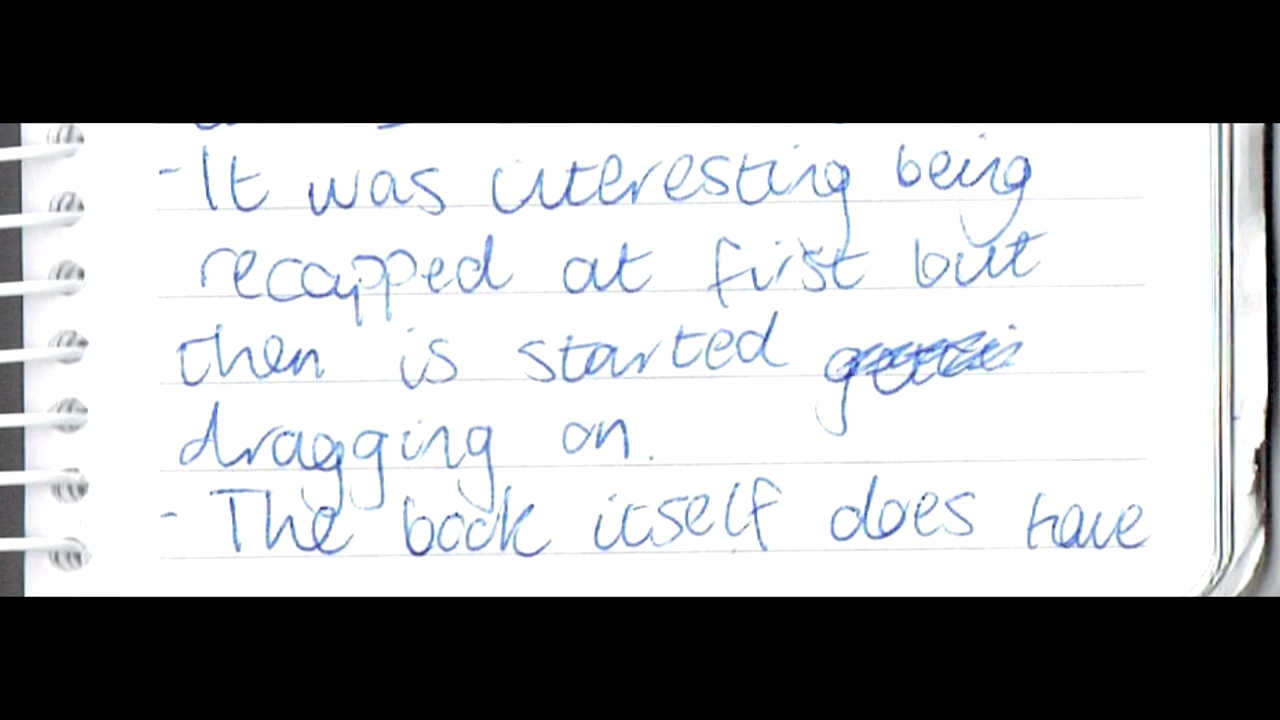 -It was interesting being
recapped at first but
then is started
dragging on.
- The book itself does have